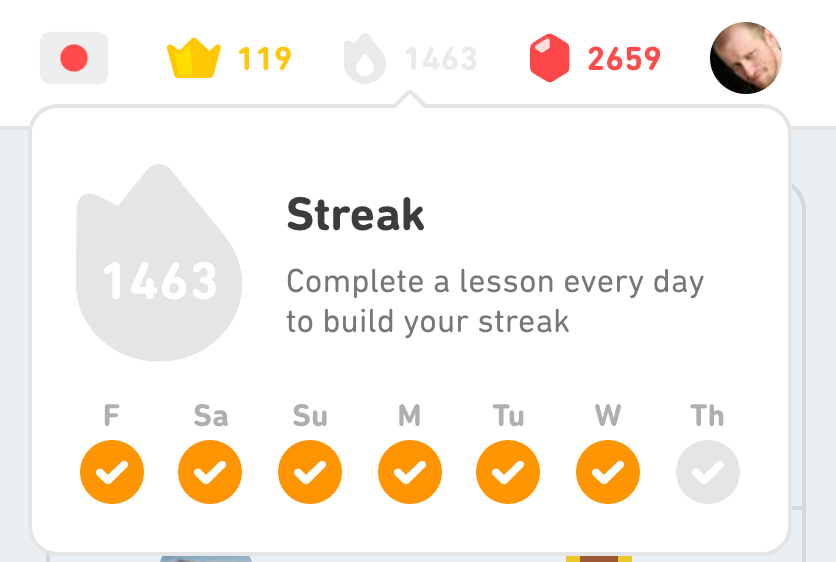 119 1463 2659
Streak
1463
Complete a lesson every day
to build your streak
F Sa Su M Tu W Th